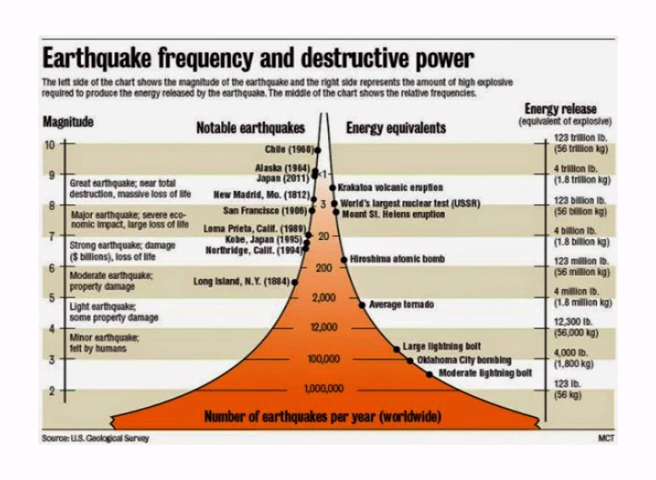 Earthquake frequency and destructive power
The left side of the chart shows the magnitude of the earthquake and the right side represents the amount of high explosive
required to produce the energy released by the earthquake. The middle of the chart shows the relative frequencies.
Magnitude
Notable earthquakes
Energy equivalents
Energy release
(equivalent of explosive)
10
Chile (1960)
123 trillion lb.
(56 trillion kg)
9
Great earthquake; near total
destruction, massive loss of life
Alaska (1964)
Japan (2011)
1
Krakatoa volcanic eruption
4 trillion lb.
(1.8 trillion kg)
8
Major earthquake; severe eco-
nomic impact, large loss of life
New Madrid, Mo. (1812)
San Francisco (1906)
3
World's largest nuclear test (USSR)
Mount St. Helens eruption
123 billion lb.
(56 billion kg)
7
Strong earthquake; damage
($ billions), loss of life
Loma Prieta, Calif. (1989)
Kobe, Japan (1995)
Northridge, Calif. (1994)
20
4 billion lb.
(1.8 billion kg)
6
Moderate earthquake;
property damage
Long Island, N.Y. (1884)
200
Hiroshima atomic bomb
123 million lb.
(56 million kg)
5
Light earthquake;
some property damage
2,000
Average tornado
4 million lb.
(1.8 million kg)
4
Minor earthquake;
felt by humans
12,000
Large lightning bolt
12,300 lb.
(56,000 kg)
3
100,000
Oklahoma City bombing
Moderate lightning bolt
4,000 lb.
(1,800 kg)
2
1,000,000
123 lb.
(56 kg)
Number of earthquakes per year (worldwide)
Source: U.S. Geological Survey
MCT